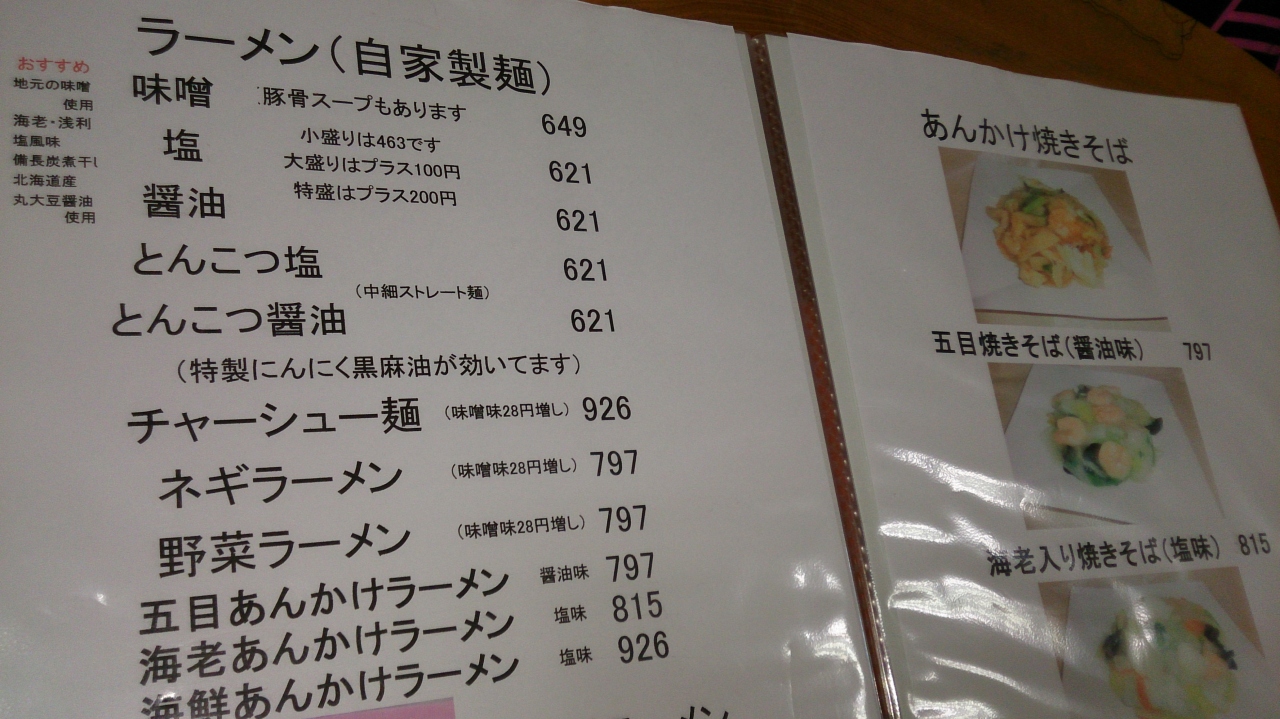 ラーメン(自家製麺)
おすすめ
地元の味噌
使用
海老・浅利
塩風味
備長炭煮干し
北海道産
丸大豆醤油
使用
味噌 豚骨スープもあります 649
小盛りは463です
塩 大盛りはプラス100円 621
醤油 特盛はプラス200円 621
とんこつ塩 621
(中細ストレート麺)
とんこつ醤油 621
(特製にんにく黒麻油が効いてます)
チャーシュー麺 (味噌味28円増し) 926
ネギラーメン (味噌味28円増し) 797
野菜ラーメン (味噌味28円増し) 797
五目あんかけラーメン 醤油味 797
海老あんかけラーメン 塩味 815
海鮮あんかけラーメン 塩味 926
あんかけ焼きそば
五目焼きそば(醤油味) 797
海老入り焼きそば(塩味) 815